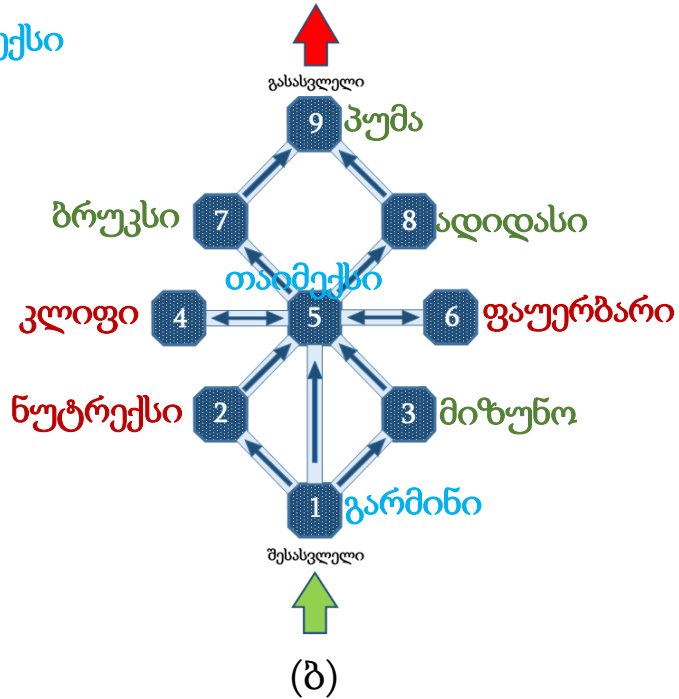 ექსი
გასასვლელი
9 პუმა
ბრუკსი 7 8 ადიდასი
თაიმექსი
კლიფი 4 5 6 ფაუერბარი
ნუტრექსი 2 3 მიზუნო
1 გარმინი
შესასვლელი
(ბ)